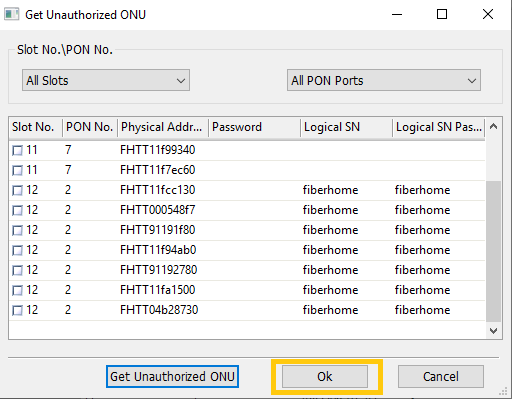 Get Unauthorized ONU
Slot No.\PON No.
All Slots All PON Ports
Slot No. PON No. Physical Addr... Password Logical SN Logical SN Pas...
11 7 FHTT11f99340
11 7 FHTT11f7ec60
12 2 FHTT11fcc130 fiberhome fiberhome
12 2 FHTT000548f7 fiberhome fiberhome
12 2 FHTT91191f80 fiberhome fiberhome
12 2 FHTT11f94ab0 fiberhome fiberhome
12 2 FHTT91192780 fiberhome fiberhome
12 2 FHTT11fa1500 fiberhome fiberhome
12 2 FHTT04b28730 fiberhome fiberhome
Get Unauthorized ONU Ok Cancel